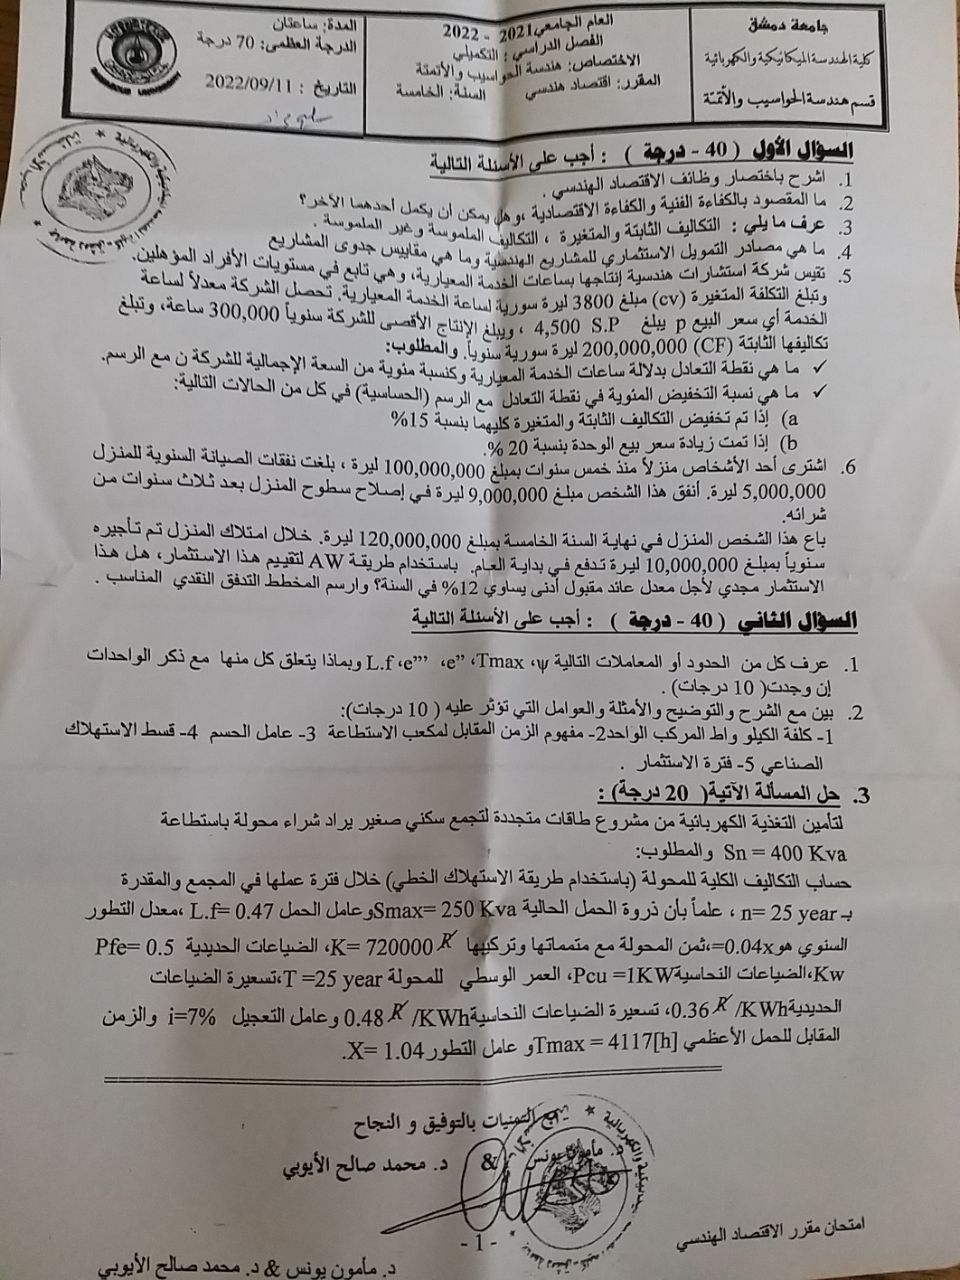 جامعة دمشق
كلية الهندسة الميكانيكية والكهربائية
قسم هندسة الحواسيب والأتمتة
العام الجامعي 2021 - 2022
الفصل الدراسي : التكميلي
الاختصاص: هندسة الحواسيب والأتمتة
المقرر: اقتصاد هندسي السنة: الخامسة
المدة: ساعتان
الدرجة العظمى: 70 درجة
التاريخ : 2022/09/11
السؤال الأول ( 40 - درجة ) : أجب على الأسئلة التالية
1. اشرح باختصار وظائف الاقتصاد الهندسي .
2. ما المقصود بالكفاءة الفنية والكفاءة الاقتصادية ،وهل يمكن أن يكمل أحدهما الآخر؟
3. عرف ما يلي : التكاليف الثابتة والمتغيرة ، التكاليف الملموسة وغير الملموسة .
4. ما هي مصادر التمويل الاستثماري للمشاريع الهندسية وما هي مقاييس جدوى المشاريع
5. تقيس شركة استشارات هندسية إنتاجها بساعات الخدمة المعيارية، وهي تابع في مستويات الأفراد المؤهلين.
وتبلغ التكلفة المتغيرة (cv) مبلغ 3800 ليرة سورية لساعة الخدمة المعيارية. تحصل الشركة معدلاً لساعة
الخدمة أي سعر البيع p يبلغ 4,500 S.P ، ويبلغ الإنتاج الأقصى للشركة سنوياً 300,000 ساعة، وتبلغ
تكاليفها الثابتة (CF) 200,000,000 ليرة سورية سنوياً. والمطلوب:
✓ ما هي نقطة التعادل بدلالة ساعات الخدمة المعيارية وكنسبة مئوية من السعة الإجمالية للشركة ن مع الرسم.
✓ ما هي نسبة التخفيض المئوية في نقطة التعادل مع الرسم (الحساسية) في كل من الحالات التالية:
a) إذا تم تخفيض التكاليف الثابتة والمتغيرة كليهما بنسبة 15%
b) إذا تمت زيادة سعر بيع الوحدة بنسبة 20 %.
6. اشترى أحد الأشخاص منزلاً منذ خمس سنوات بمبلغ 100,000,000 ليرة ، بلغت نفقات الصيانة السنوية للمنزل
5,000,000 ليرة. أنفق هذا الشخص مبلغ 9,000,000 ليرة في إصلاح سطوح المنزل بعد ثلاث سنوات من
شرائه.
باع هذا الشخص المنزل في نهاية السنة الخامسة بمبلغ 120,000,000 ليرة. خلال امتلاك المنزل تم تأجيره
سنوياً بمبلغ 10,000,000 ليرة تدفع في بداية العام. باستخدام طريقة AW لتقييم هذا الاستثمار، هل هذا
الاستثمار مجدي لأجل معدل عائد مقبول أدنى يساوي 12% في السنة؟ وارسم المخطط التدفق النقدي المناسب .
السؤال الثاني ( 40 - درجة ) : أجب على الأسئلة التالية
1. عرف كل من الحدود أو المعاملات التالية L.f ،e''' ،e'' ،Tmax ،ψ وبماذا يتعلق كل منها مع ذكر الواحدات
إن وجدت( 10 درجات) .
2. بين مع الشرح والتوضيح والأمثلة والعوامل التي تؤثر عليه ( 10 درجات):
1- كلفة الكيلو واط المركب الواحد2- مفهوم الزمن المقابل لمكعب الاستطاعة 3- عامل الحسم 4- قسط الاستهلاك
الصناعي 5- فترة الاستثمار .
3. حل المسألة الآتية( 20 درجة) :
لتأمين التغذية الكهربائية من مشروع طاقات متجددة لتجمع سكني صغير يراد شراء محولة باستطاعة
Sn = 400 Kva والمطلوب:
حساب التكاليف الكلية للمحولة (باستخدام طريقة الاستهلاك الخطي) خلال فترة عملها في المجمع والمقدرة
بـ n= 25 year ، علماً بأن ذروة الحمل الحالية Smax= 250 Kva وعامل الحمل L.f= 0.47 ،معدل التطور
السنوي هو x=0.04، ثمن المحولة مع متمماتها وتركيبها K= 720000، الضياعات الحديدية Pfe= 0.5
Kw،الضياعات النحاسية Pcu =1KW، العمر الوسطي للمحولة T =25 year ،تسعيرة الضياعات
الحديدية 0.36 /KWh، تسعيرة الضياعات النحاسية 0.48 /KWh وعامل التعجيل i=7% والزمن
المقابل للحمل الأعظمي Tmax = 4117[h] و عامل التطور X= 1.04.
مع التمنيات بالتوفيق و النجاح
د. مأمون يونس & د. محمد صالح الأيوبي
امتحان مقرر الاقتصاد الهندسي
- 1 -
د. مأمون يونس & د. محمد صالح الأيوبي